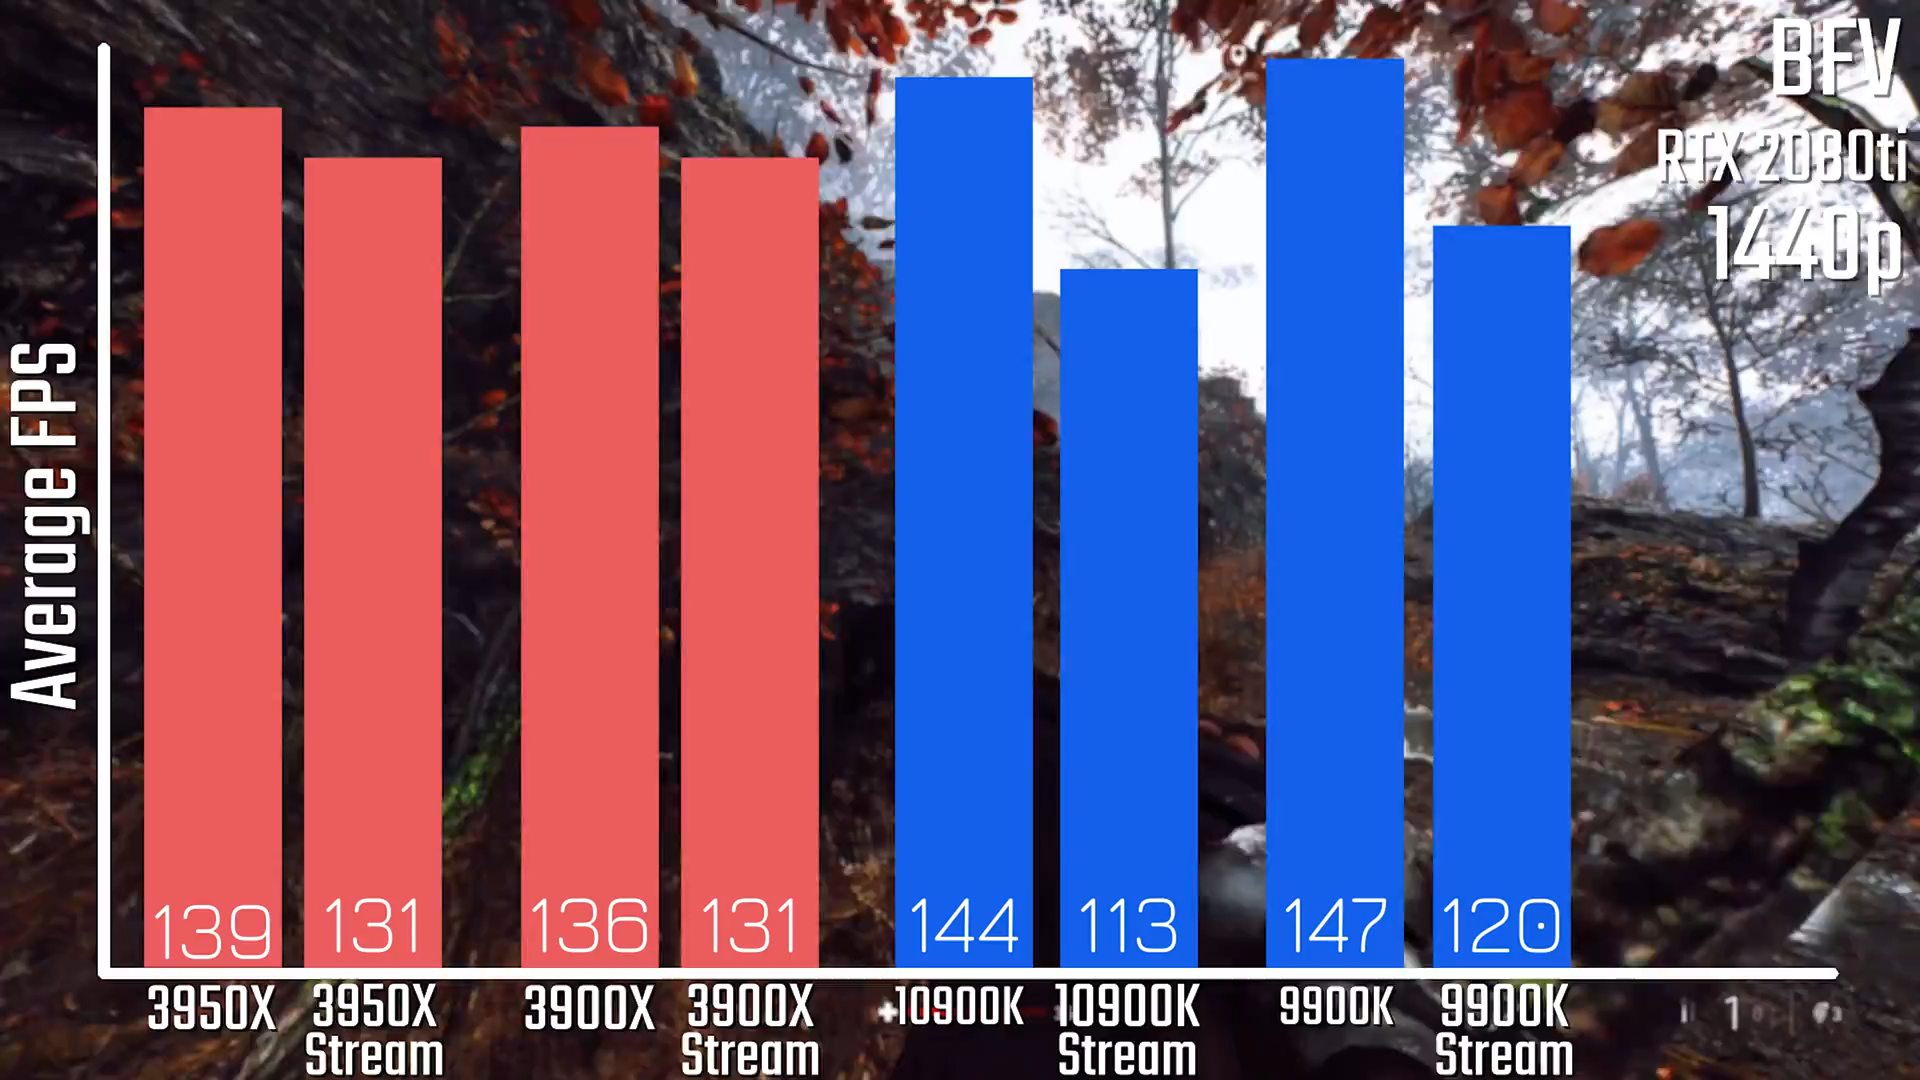 BFV
RTX 2080ti
1440p
Average FPS
139
131
136
131
144
113
147
120
3950X
3950X
Stream
3900X
3900X
Stream
10900K
10900K
Stream
9900K
9900K
Stream
1